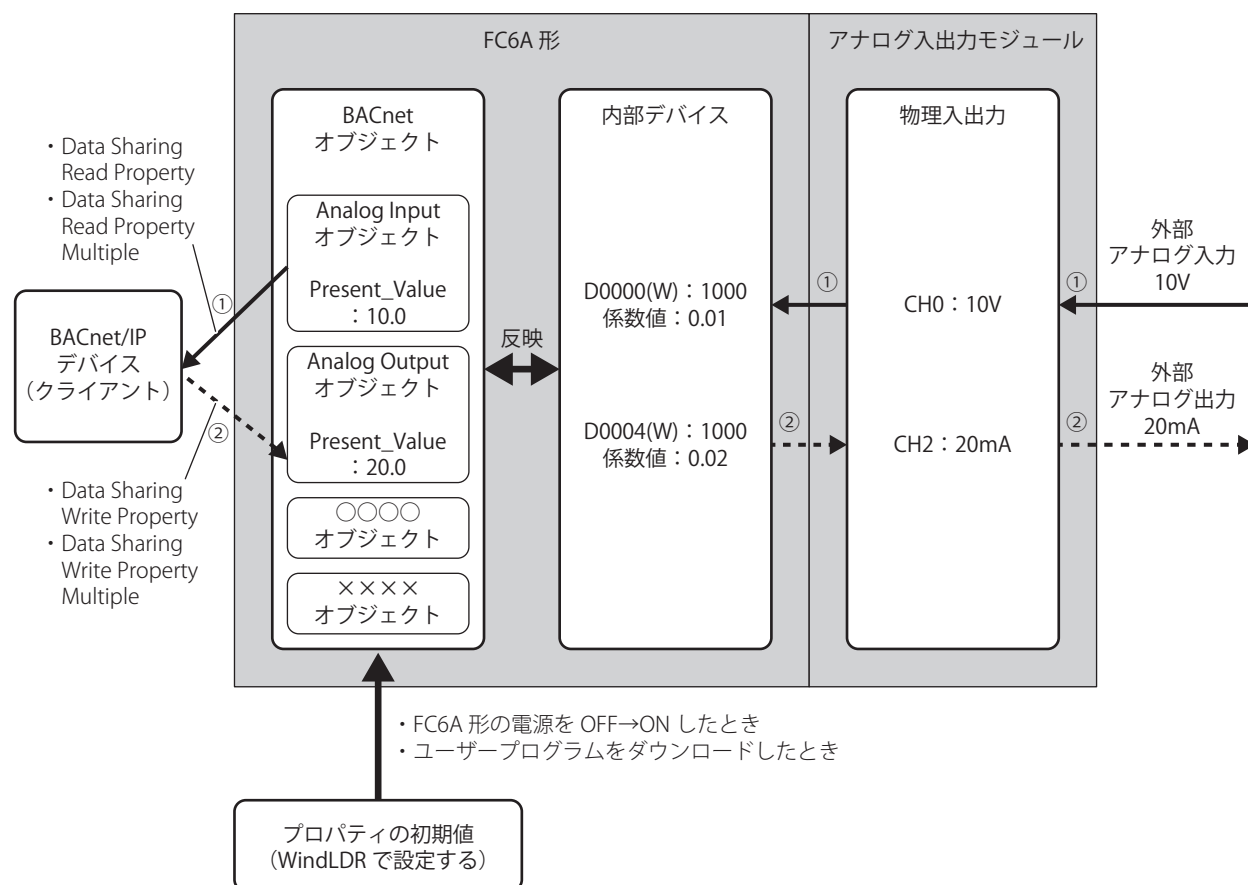 FC6A 形
アナログ入出力モジュール
BACnet
オブジェクト
内部デバイス
物理入出力
・Data Sharing
Read Property
・Data Sharing
Read Property
Multiple
Analog Input
オブジェクト
Present_Value
：10.0
①
BACnet/IP
デバイス
（クライアント）
②
反映
D0000(W)：1000
係数値：0.01
①
CH0：10V
①
外部
アナログ入力
10V
Analog Output
オブジェクト
Present_Value
：20.0
D0004(W)：1000
係数値：0.02
②
CH2：20mA
②
外部
アナログ出力
20mA
・Data Sharing
Write Property
・Data Sharing
Write Property
Multiple
○○○○
オブジェクト
××××
オブジェクト
・FC6A 形の電源を OFF→ON したとき
・ユーザープログラムをダウンロードしたとき
プロパティの初期値
（WindLDR で設定する）